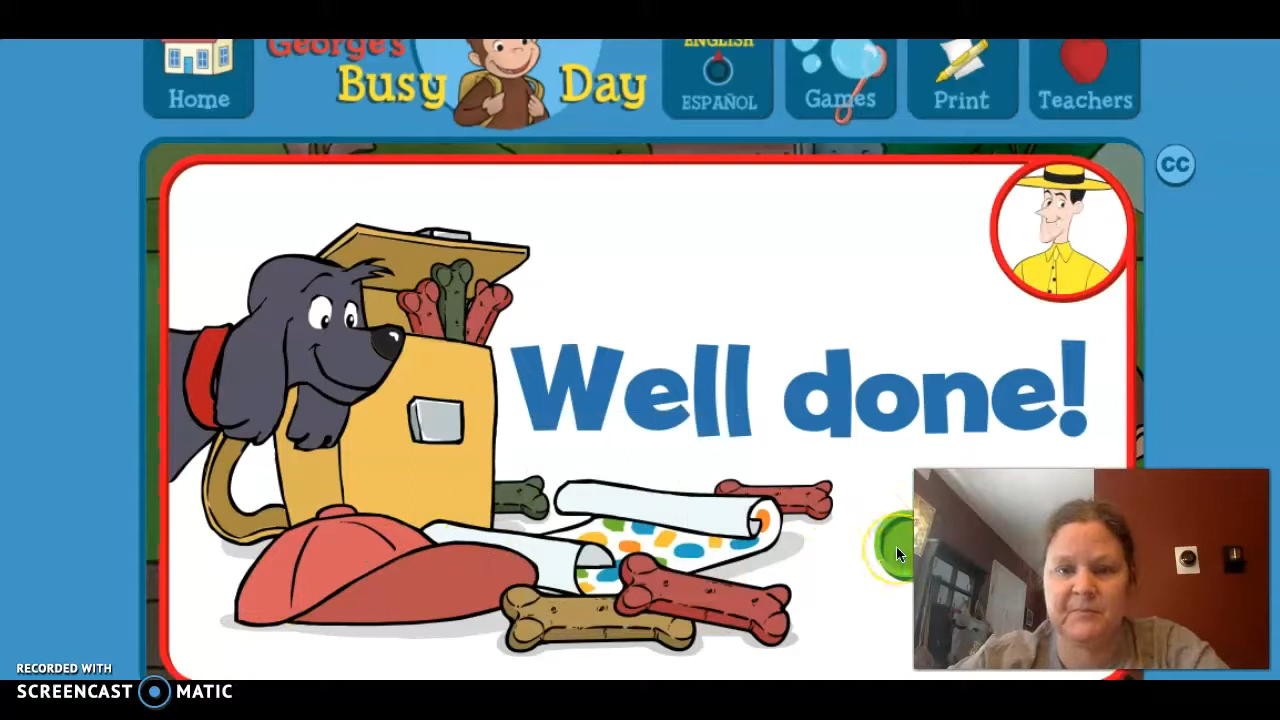 George's
Busy Day
Home
ENGLISH
ESPAÑOL
Games
Print
Teachers
CC
Well done!
RECORDED WITH
SCREENCAST MATIC